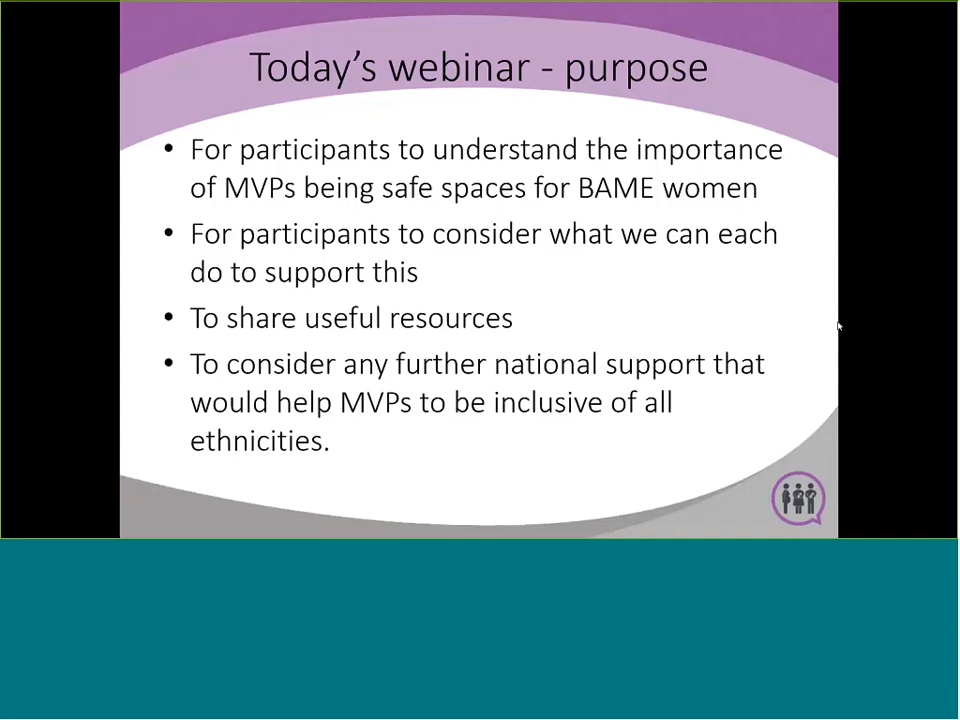 Today’s webinar - purpose
• For participants to understand the importance
of MVPs being safe spaces for BAME women
• For participants to consider what we can each
do to support this
• To share useful resources
• To consider any further national support that
would help MVPs to be inclusive of all
ethnicities.